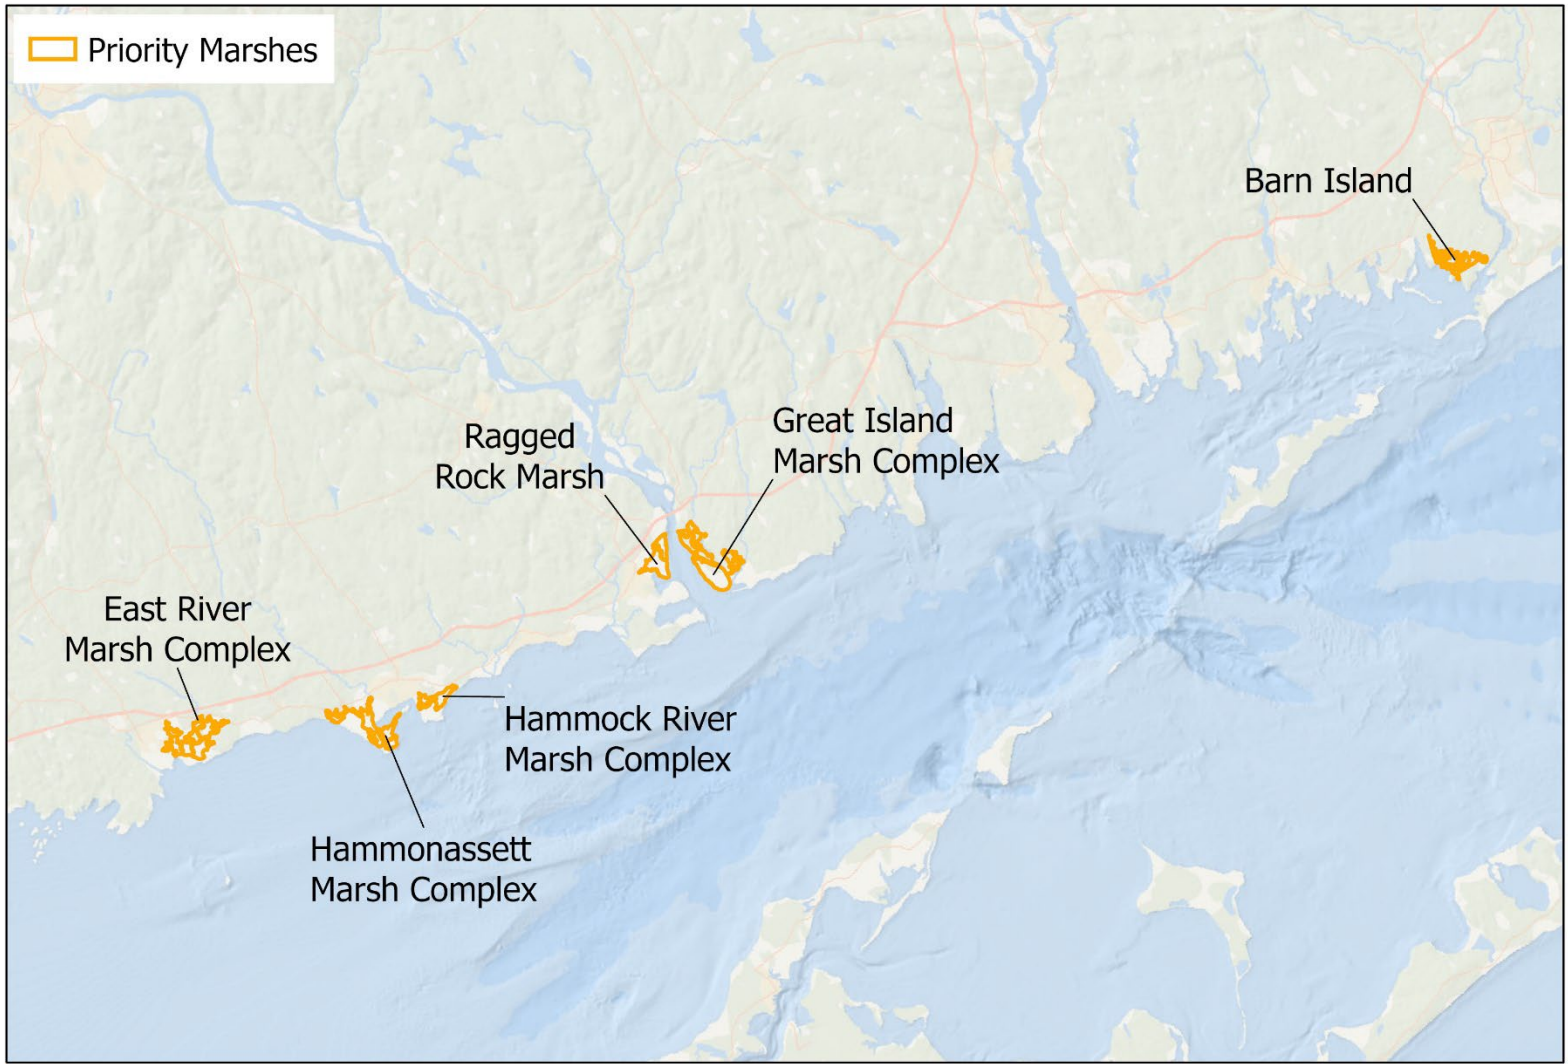 Priority Marshes
Barn Island
Great Island
Marsh Complex
Ragged
Rock Marsh
East River
Marsh Complex
Hammock River
Marsh Complex
Hammonassett
Marsh Complex